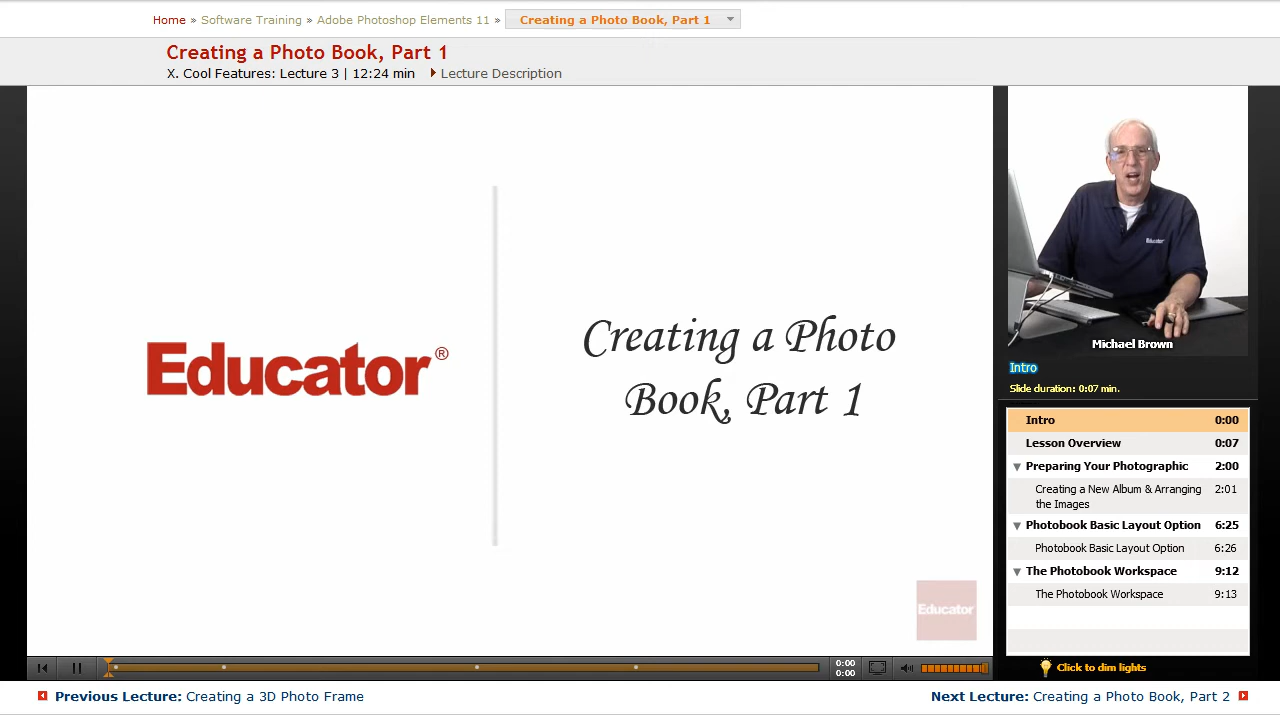 Home » Software Training » Adobe Photoshop Elements 11 » Creating a Photo Book, Part 1
Creating a Photo Book, Part 1
X. Cool Features: Lecture 3 | 12:24 min Lecture Description
Educator®
Creating a Photo
Book, Part 1
Educator
Educator
Michael Brown
Intro
Slide duration: 0:07 min.
Intro 0:00
Lesson Overview 0:07
Preparing Your Photographic 2:00
Creating a New Album & Arranging 2:01
the Images
Photobook Basic Layout Option 6:25
Photobook Basic Layout Option 6:26
The Photobook Workspace 9:12
The Photobook Workspace 9:13
0:00
0:00
Click to dim lights
Previous Lecture: Creating a 3D Photo Frame
Next Lecture: Creating a Photo Book, Part 2